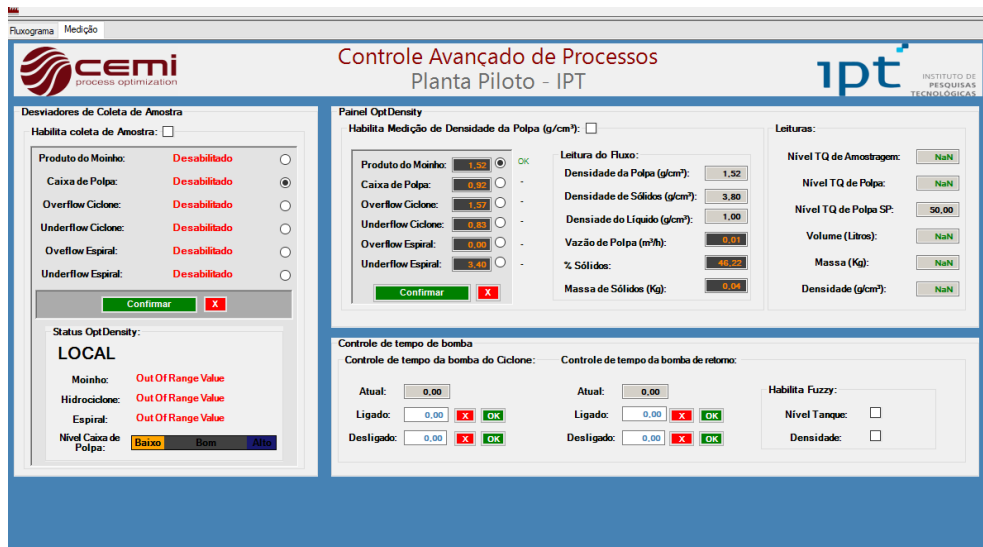 Fluxograma Medição
cemi
process optimization
Controle Avançado de Processos
Planta Piloto - IPT
ipt
INSTITUTO DE
PESQUISAS
TECNOLÓGICAS
Desviadores de Coleta de Amostra
Habilita coleta de Amostra:
Produto do Moinho: Desabilitado
Caixa de Polpa: Desabilitado
Overflow Ciclone: Desabilitado
Underflow Ciclone: Desabilitado
Oveflow Espiral: Desabilitado
Underflow Espiral: Desabilitado
Confirmar X
Status OptDensity:
LOCAL
Moinho: Out Of Range Value
Hidrociclone: Out Of Range Value
Espiral: Out Of Range Value
Nível Caixa de
Polpa:
Baixo Bom Alto
Painel OptDensity
Habilita Medição de Densidade da Polpa (g/cm³):
Produto do Moinho: 1,52 OK
Caixa de Polpa: 0,92 -
Overflow Ciclone: 1,57 -
Underflow Ciclone: 0,83 -
Overflow Espiral: 0,00 -
Underflow Espiral: 3,40 -
Confirmar X
Leitura do Fluxo:
Densidade da Polpa (g/cm³): 1,52
Densidade de Sólidos (g/cm³): 3,80
Densiade do Líquido (g/cm³): 1,00
Vazão de Polpa (m³/h): 0,01
% Sólidos: 46,22
Massa de Sólidos (Kg): 0,04
Leituras:
Nível TQ de Amostragem: NaN
Nível TQ de Polpa: NaN
Nível TQ de Polpa SP: 50,00
Volume (Litros): NaN
Massa (Kg): NaN
Densidade (g/cm³): NaN
Controle de tempo de bomba
Controle de tempo da bomba do Ciclone:
Atual: 0,00
Ligado: 0,00 X OK
Desligado: 0,00 X OK
Controle de tempo da bomba de retorno:
Atual: 0,00
Ligado: 0,00 X OK
Desligado: 0,00 X OK
Habilita Fuzzy:
Nível Tanque:
Densidade: